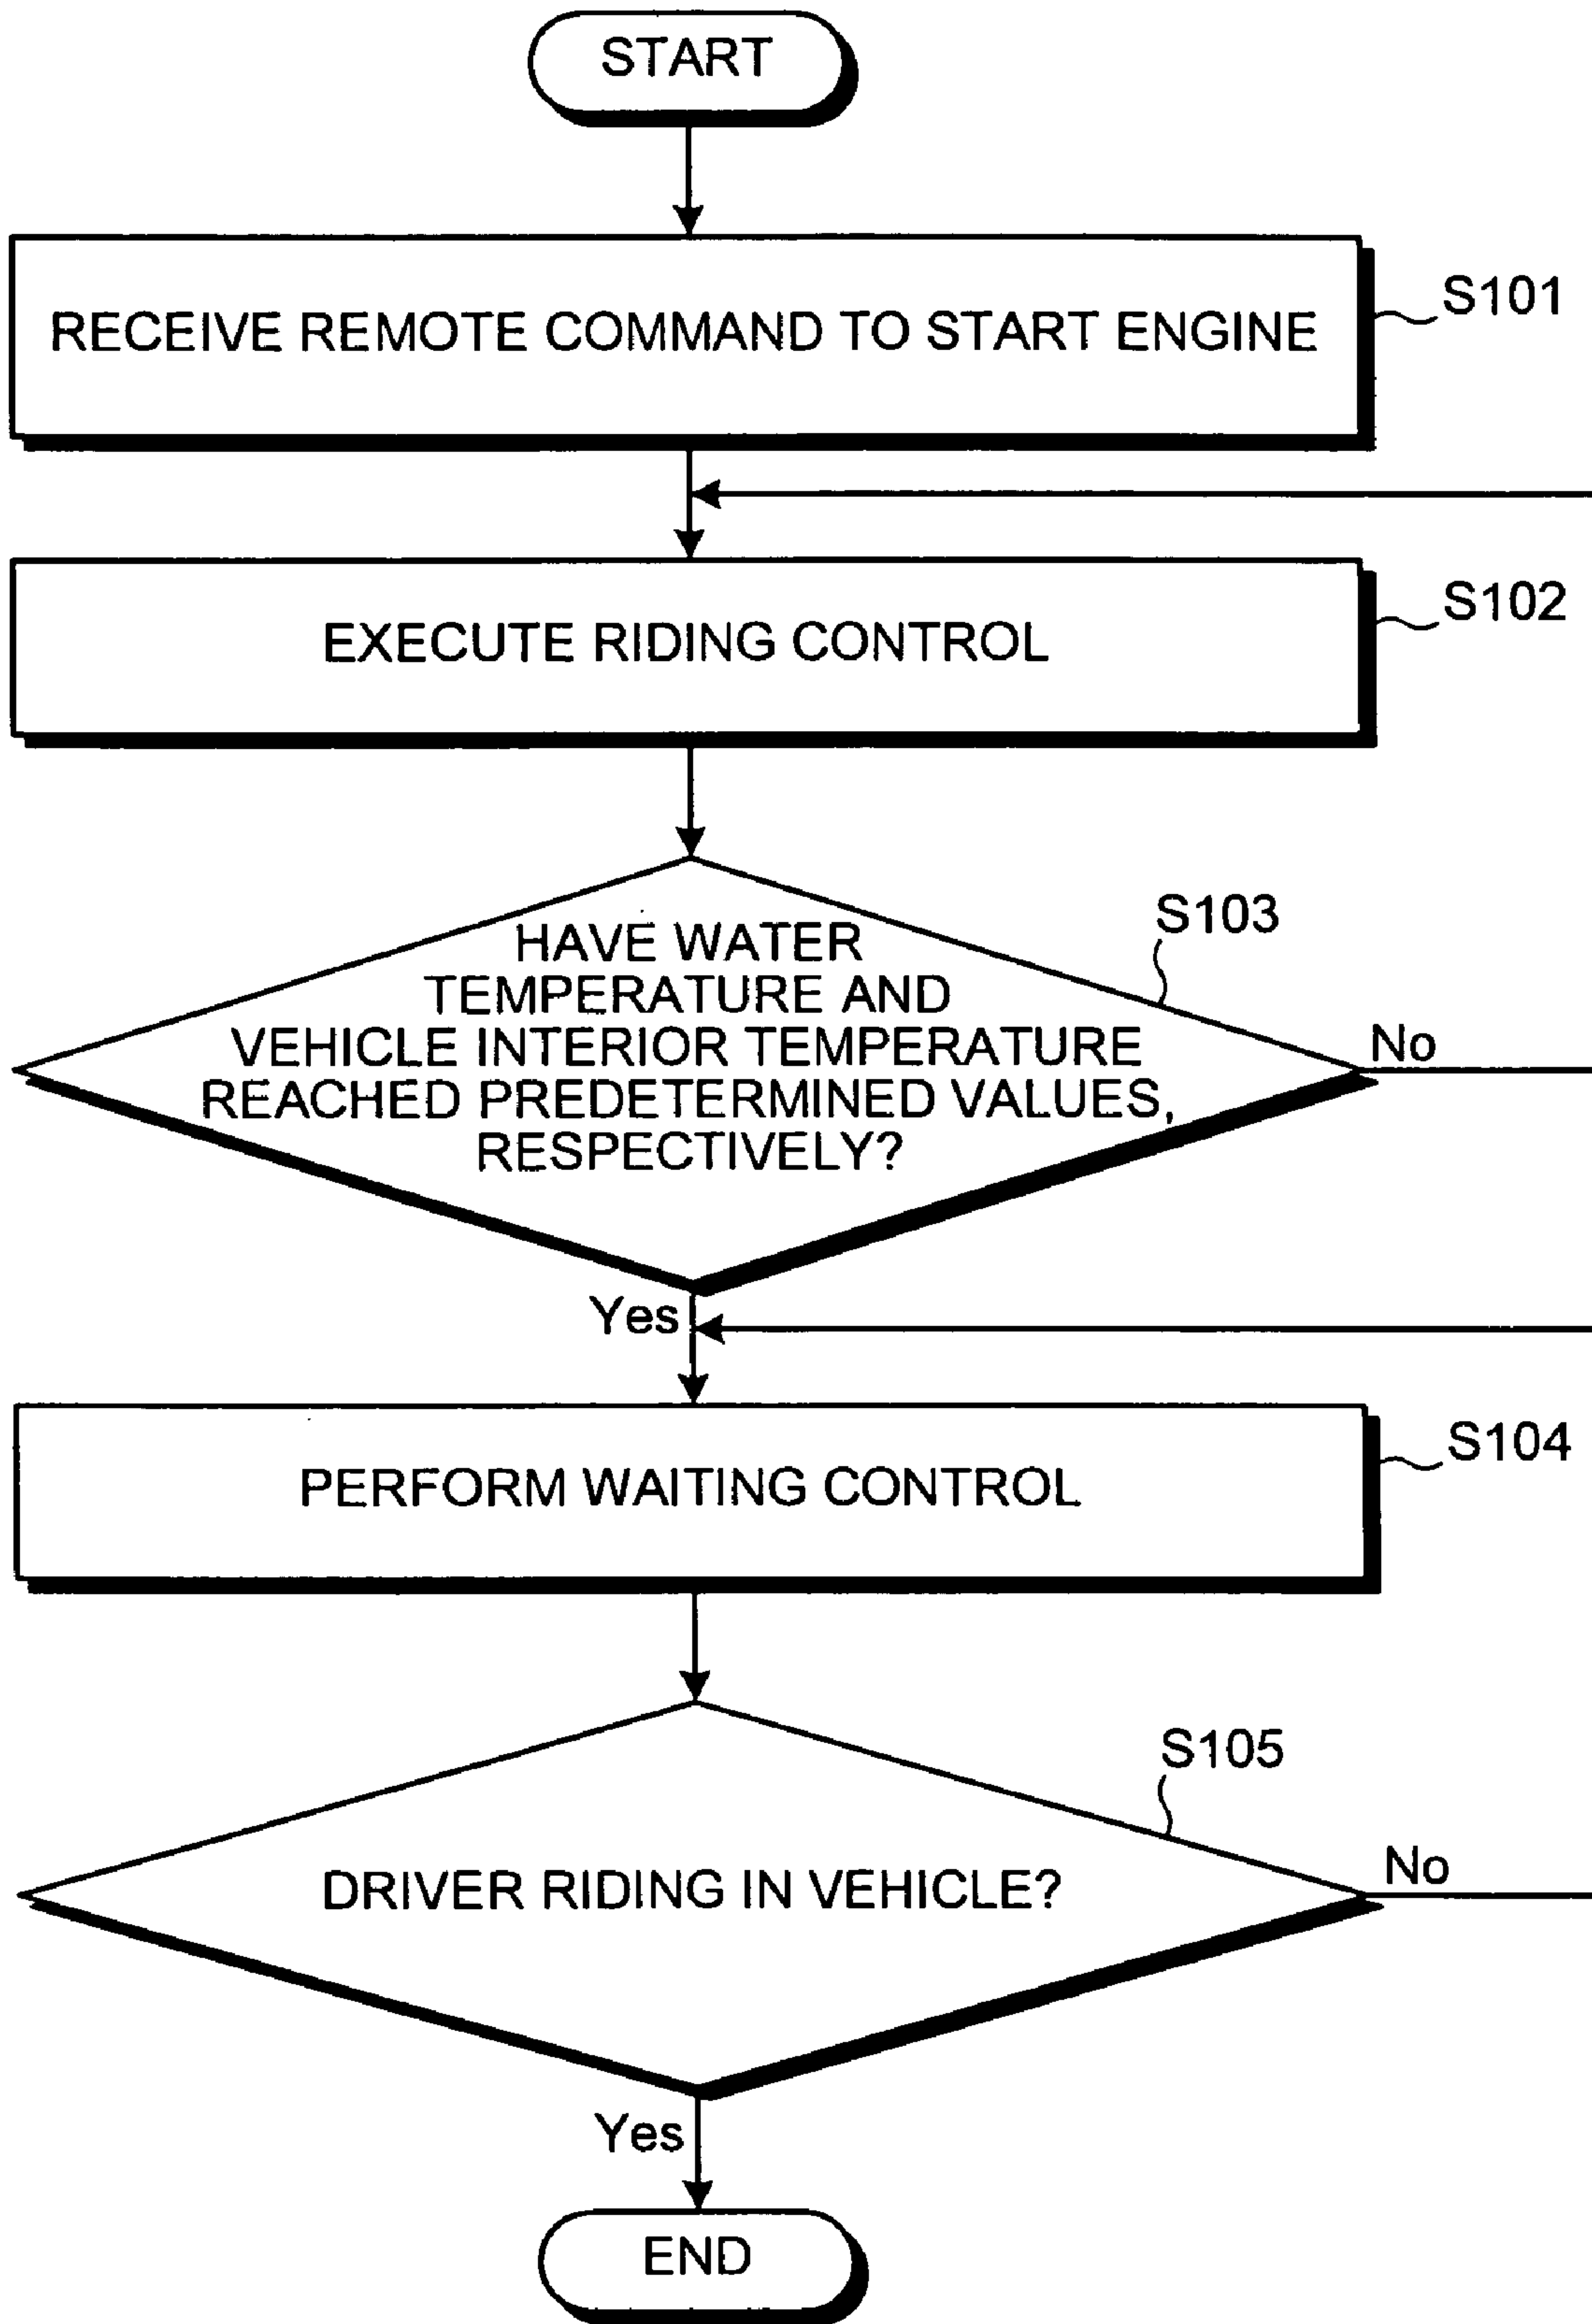 START
RECEIVE REMOTE COMMAND TO START ENGINE
S101
EXECUTE RIDING CONTROL
S102
S103
HAVE WATER
TEMPERATURE AND
VEHICLE INTERIOR TEMPERATURE
REACHED PREDETERMINED VALUES,
RESPECTIVELY?
No
Yes
PERFORM WAITING CONTROL
S104
S105
DRIVER RIDING IN VEHICLE?
No
Yes
END